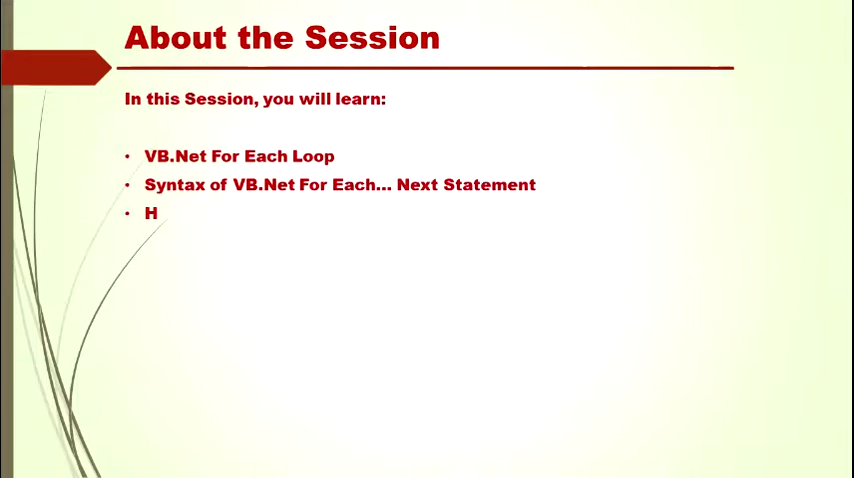 About the Session
In this Session, you will learn:
• VB.Net For Each Loop
• Syntax of VB.Net For Each... Next Statement
• H